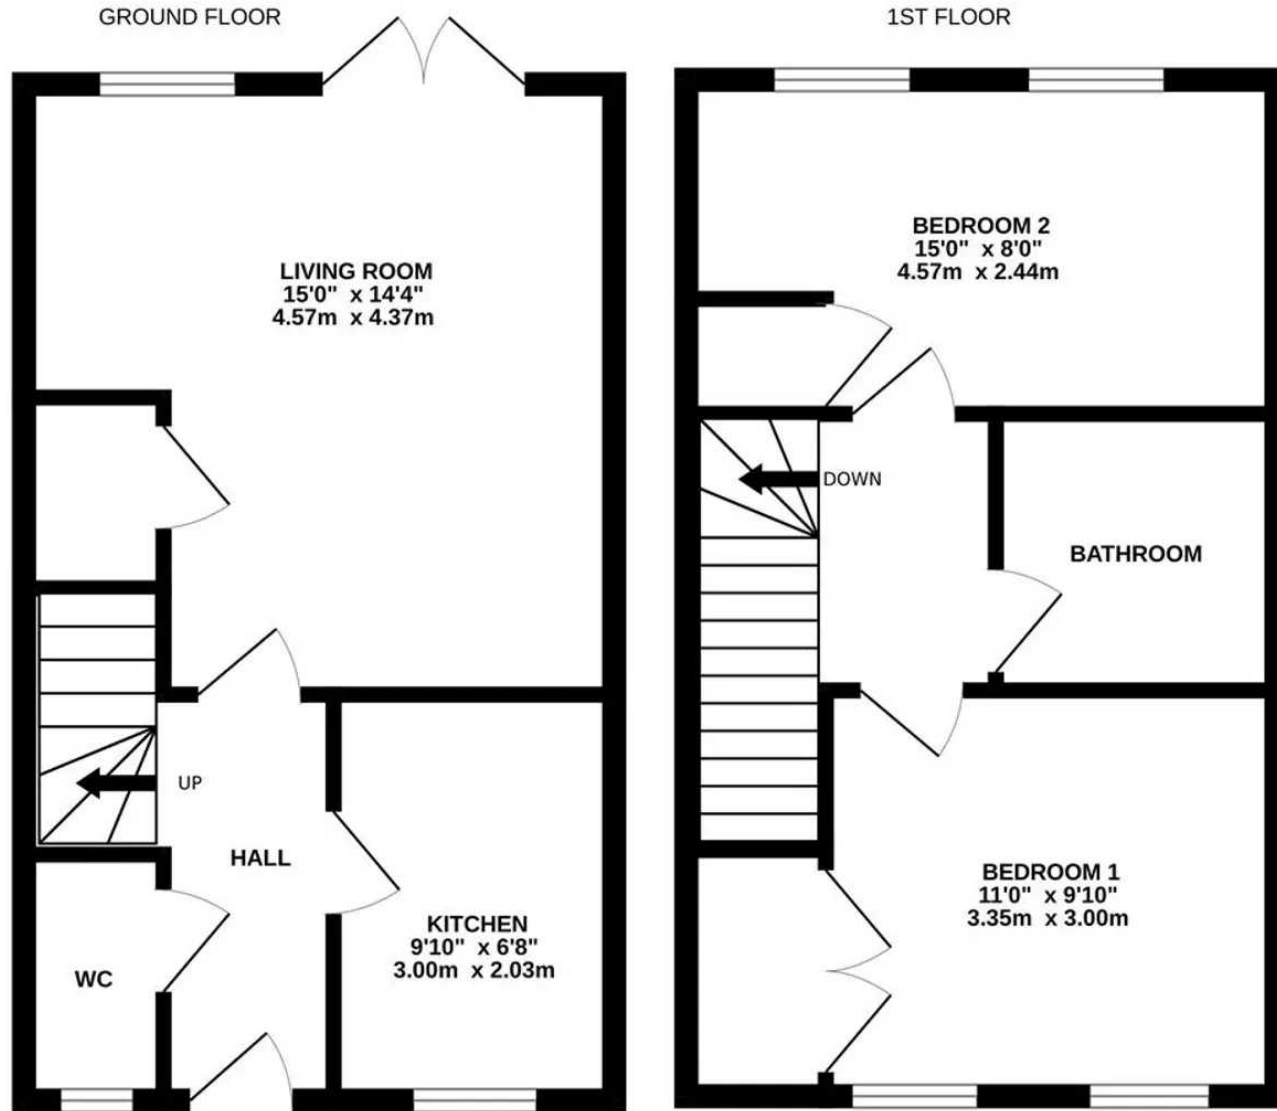 GROUND FLOOR
LIVING ROOM
15'0" x 14'4"
4.57m x 4.37m
UP
HALL
KITCHEN
9'10" x 6'8"
3.00m x 2.03m
WC
1ST FLOOR
BEDROOM 2
15'0" x 8'0"
4.57m x 2.44m
DOWN
BATHROOM
BEDROOM 1
11'0" x 9'10"
3.35m x 3.00m